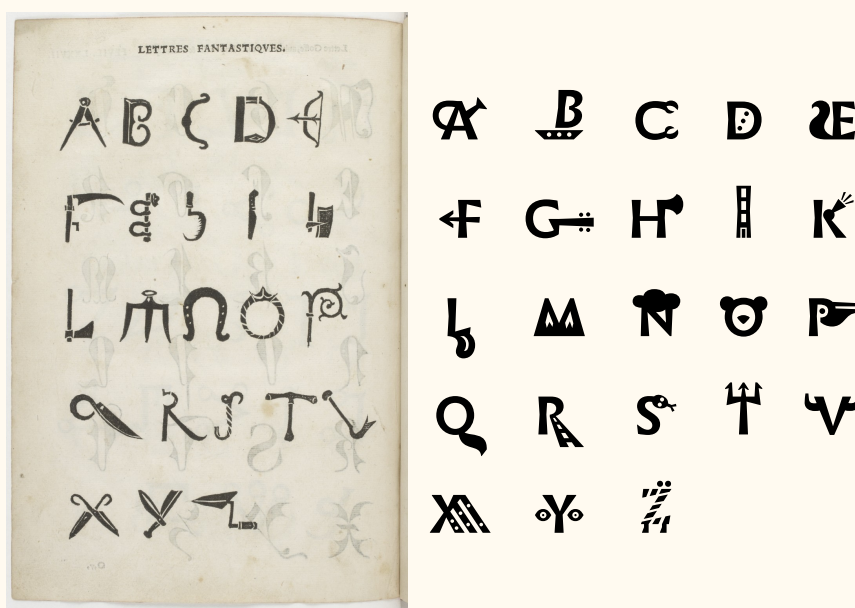 LETTRES FANTASTIQVES.
A B C D E
F G H I K
L M N O P
Q R S T V
X Y Z
A B C D E
F G H I K
L M N O P
Q R S T V
X Y Z